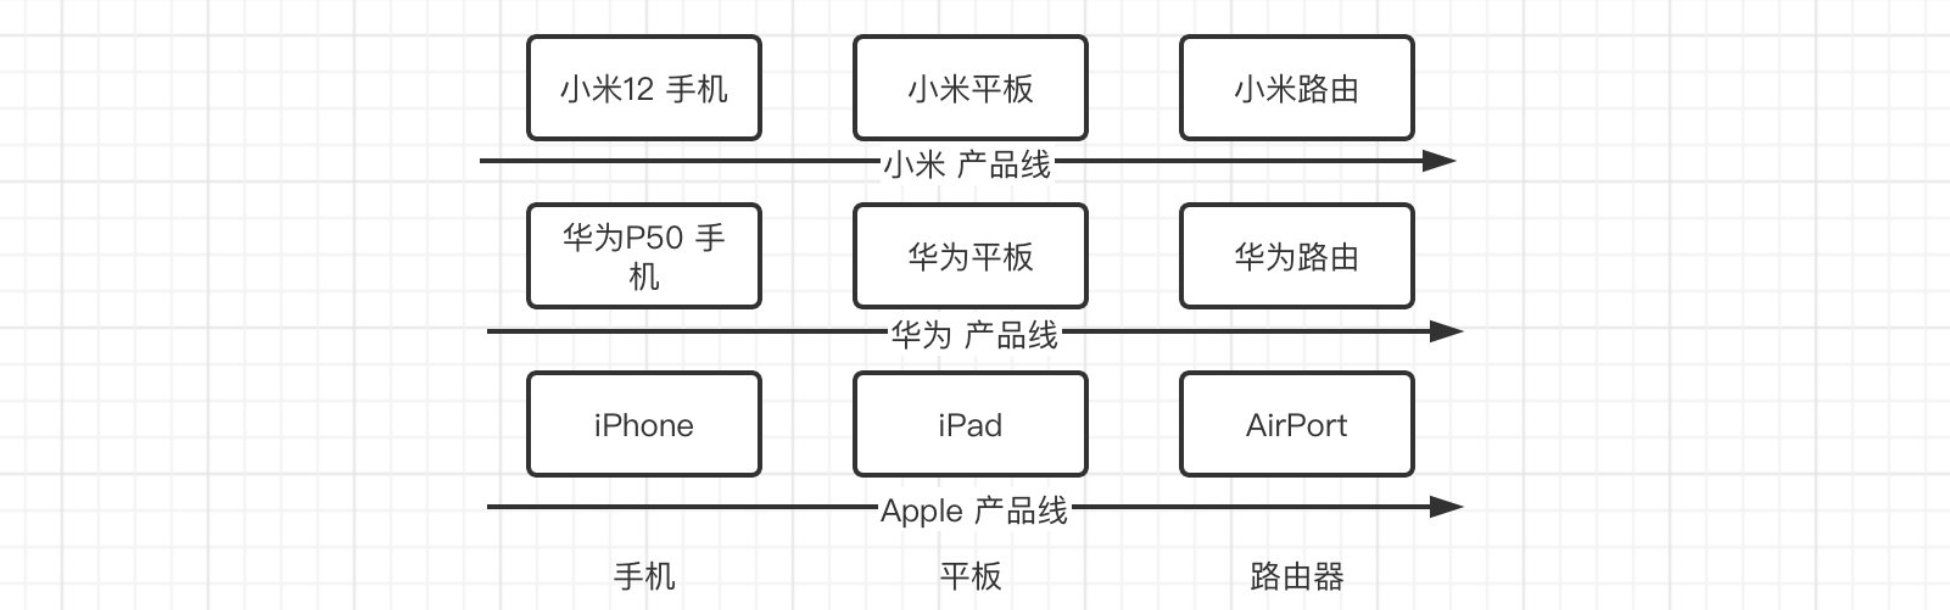 小米12 手机
小米平板
小米路由
小米 产品线
华为P50 手
机
华为平板
华为路由
华为 产品线
iPhone
iPad
AirPort
Apple 产品线
手机
平板
路由器